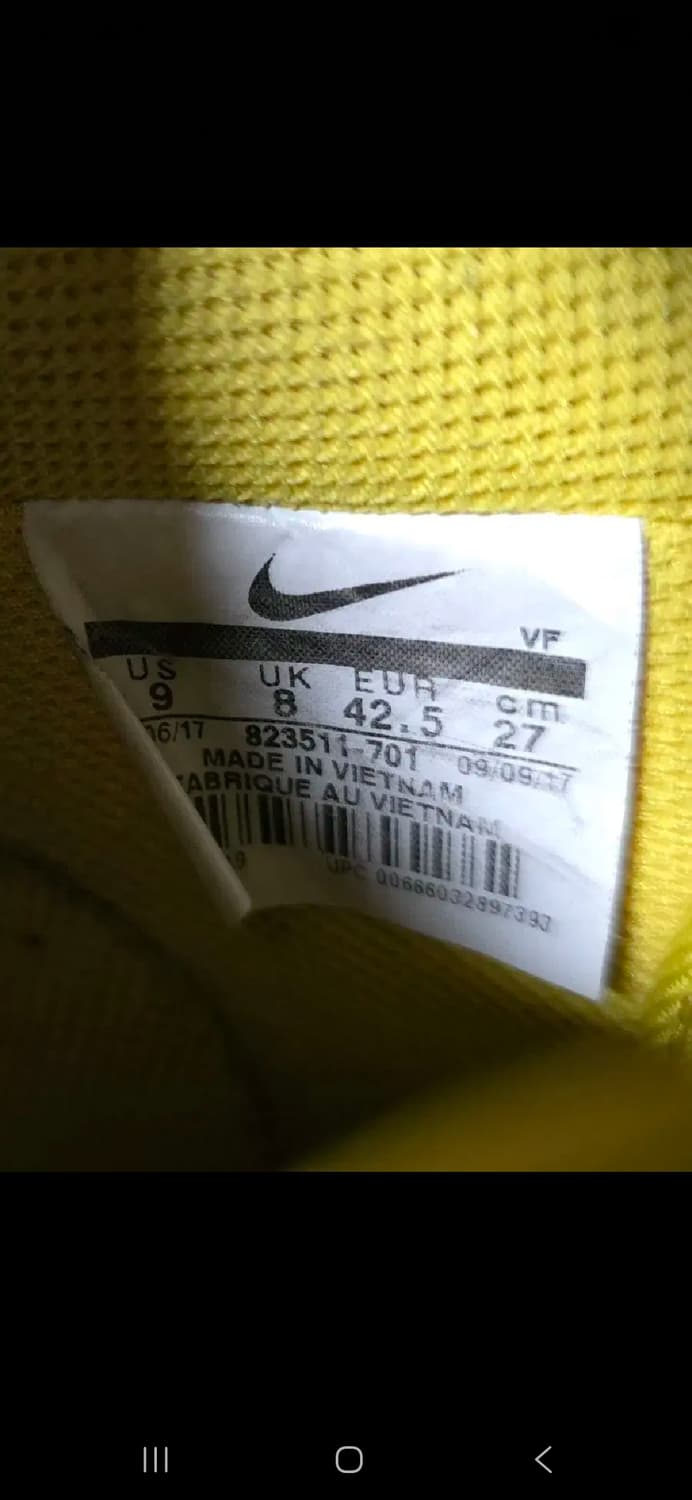 VF
US UK EUR cm
9 8 42.5 27
06/17 823511-701 09/09/17
MADE IN VIETNAM
FABRIQUE AU VIETNAM
UPC 00666032897393